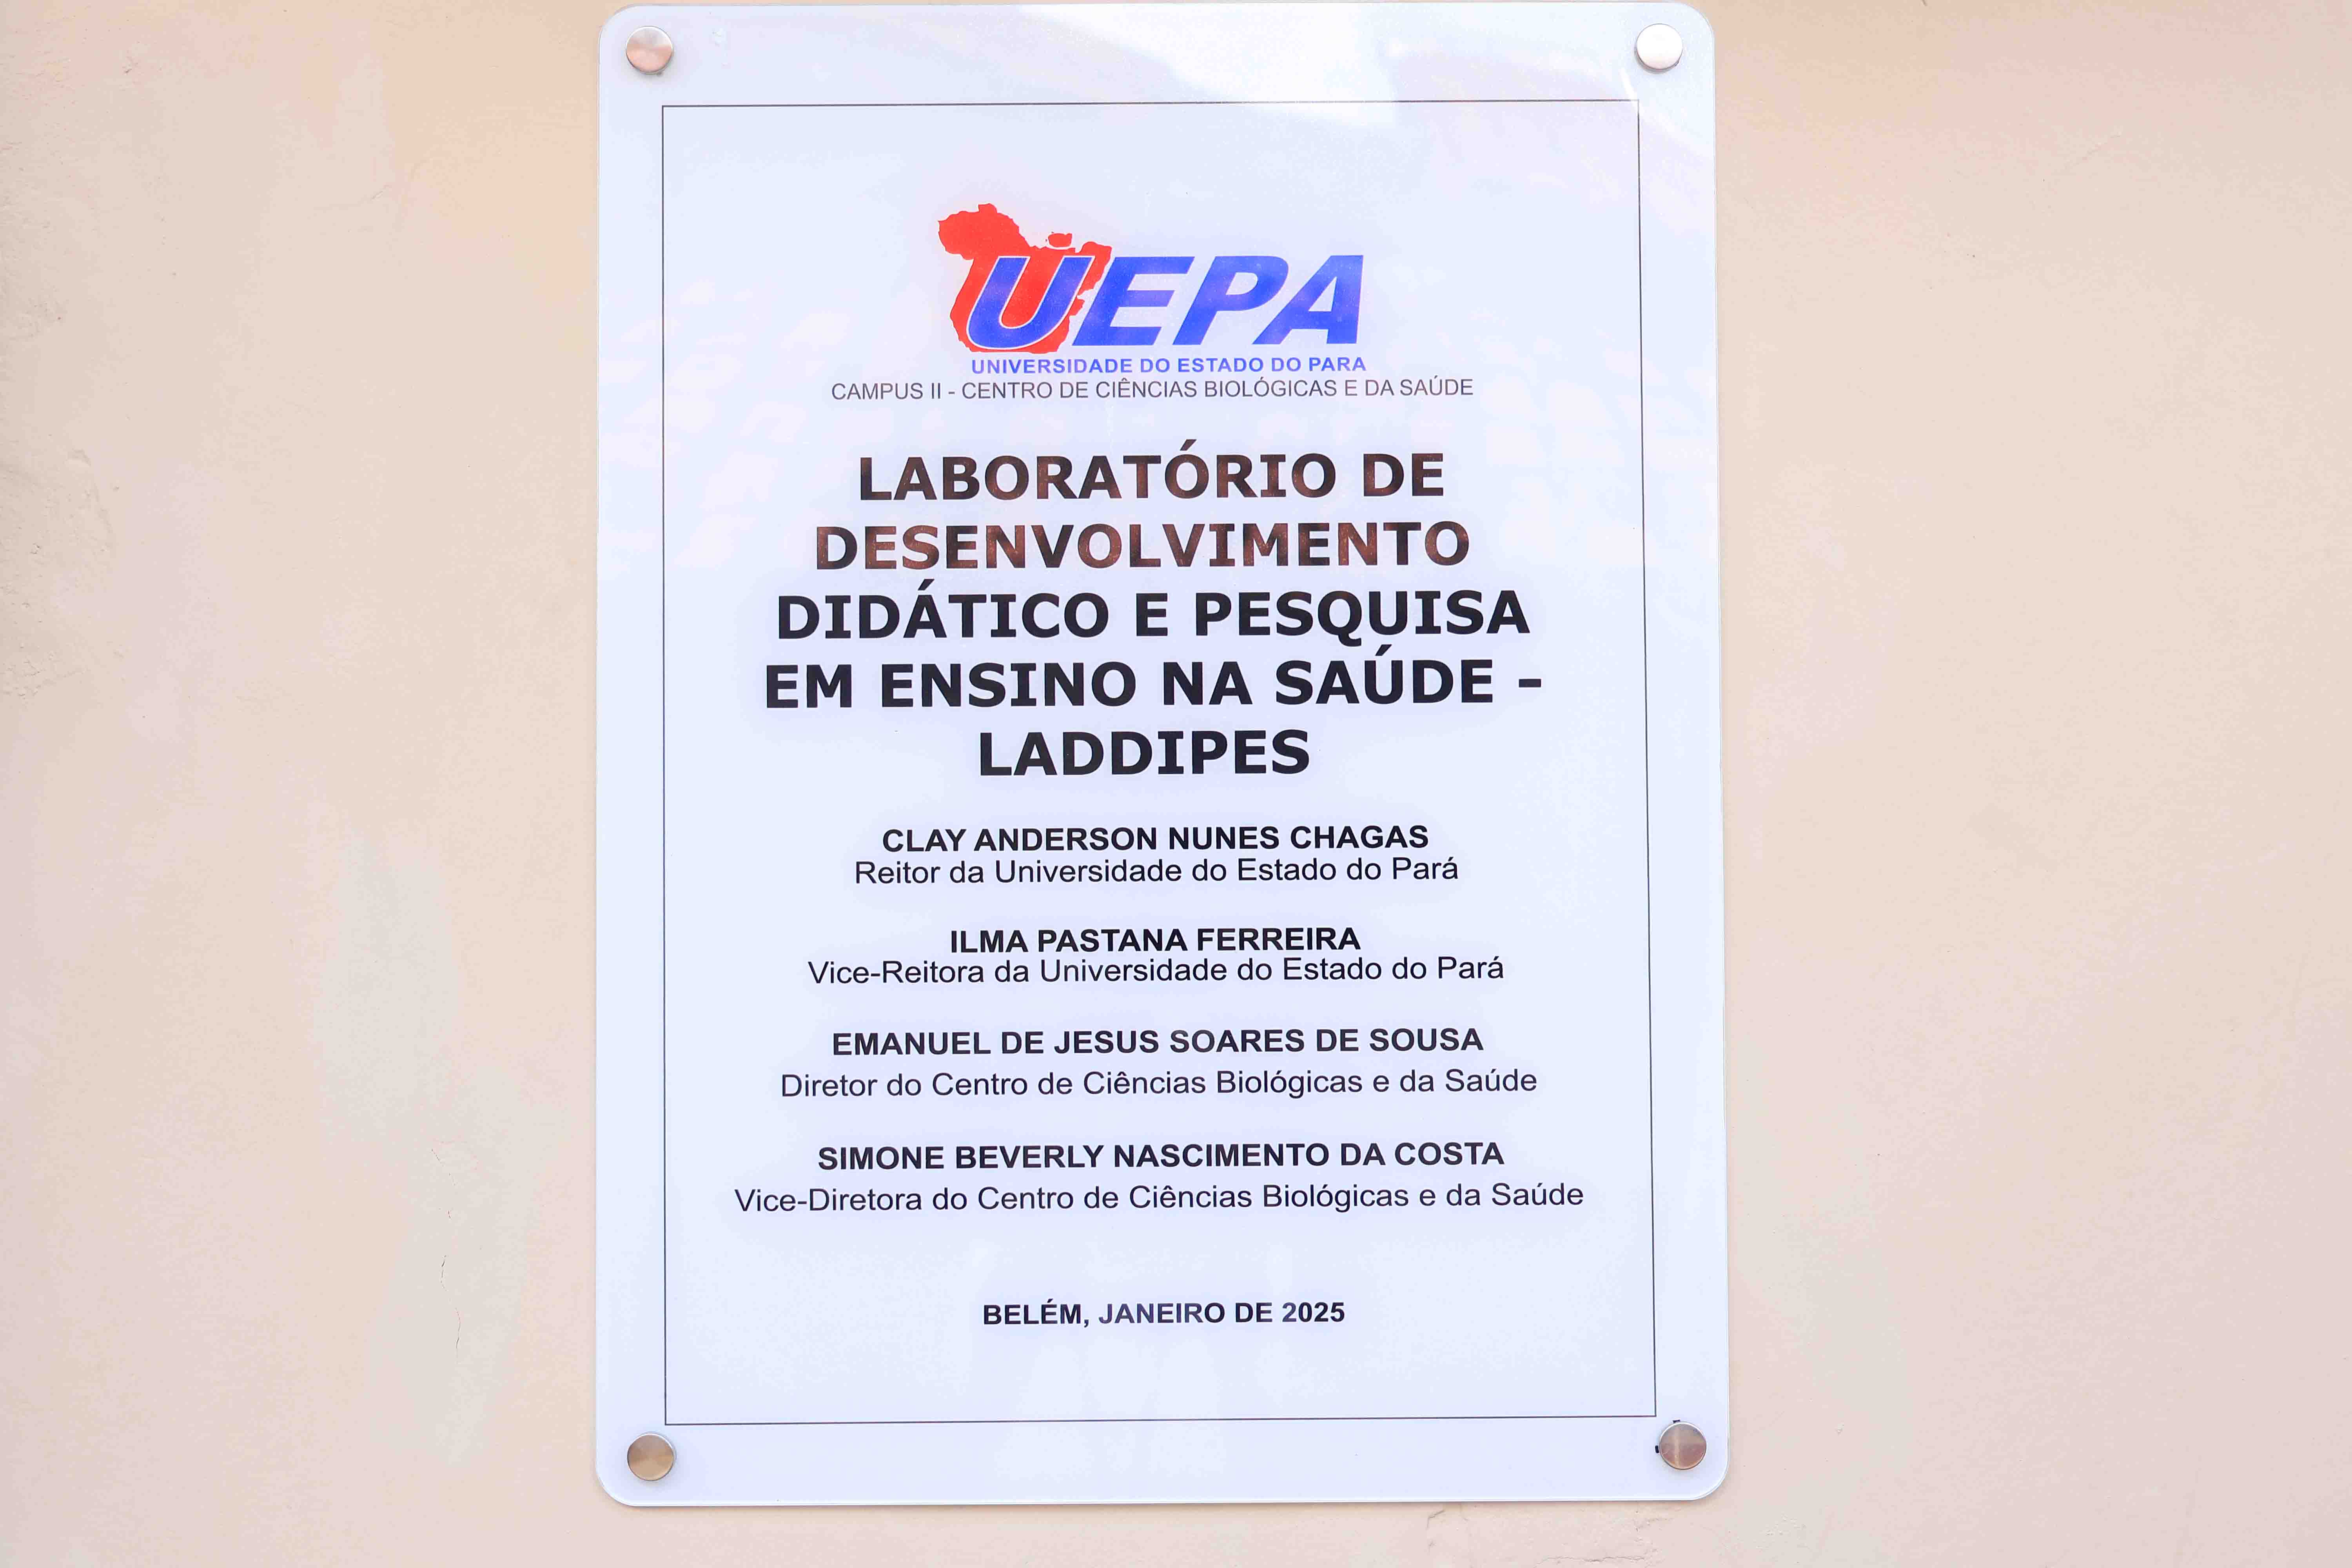 UEPA
UNIVERSIDADE DO ESTADO DO PARA
CAMPUS II - CENTRO DE CIÊNCIAS BIOLÓGICAS E DA SAÚDE
LABORATÓRIO DE
DESENVOLVIMENTO
DIDÁTICO E PESQUISA
EM ENSINO NA SAÚDE -
LADDIPES
CLAY ANDERSON NUNES CHAGAS
Reitor da Universidade do Estado do Pará
ILMA PASTANA FERREIRA
Vice-Reitora da Universidade do Estado do Pará
EMANUEL DE JESUS SOARES DE SOUSA
Diretor do Centro de Ciências Biológicas e da Saúde
SIMONE BEVERLY NASCIMENTO DA COSTA
Vice-Diretora do Centro de Ciências Biológicas e da Saúde
BELÉM, JANEIRO DE 2025